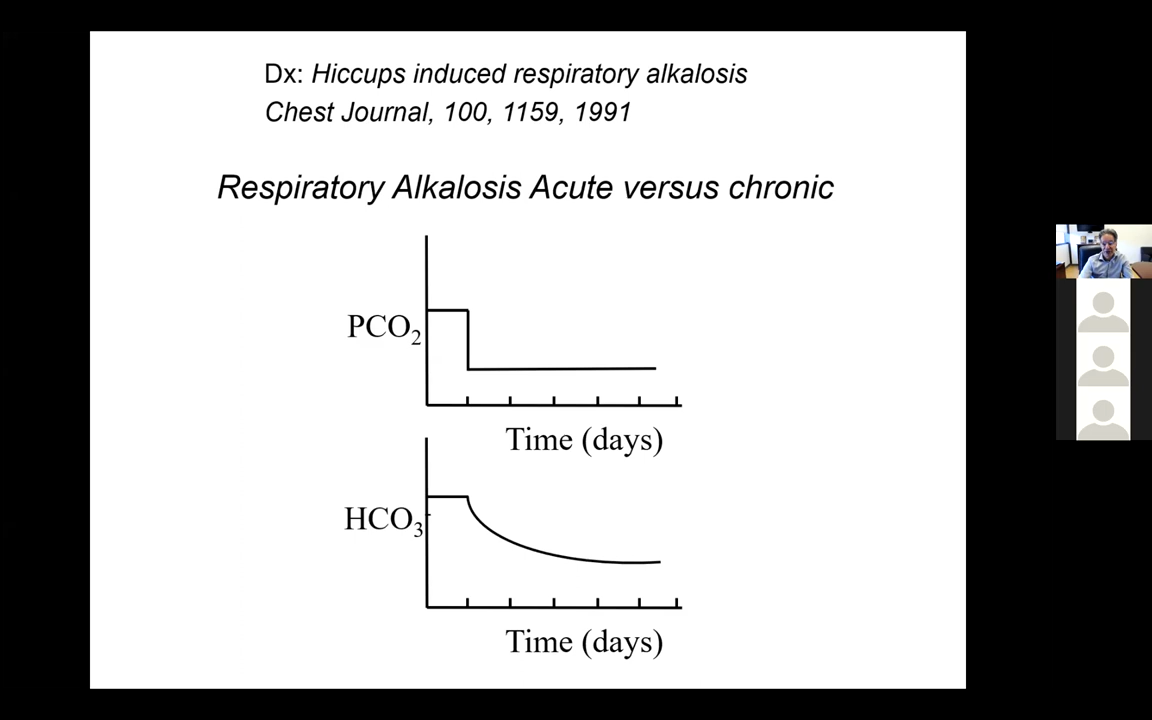 Dx: Hiccups induced respiratory alkalosis
Chest Journal, 100, 1159, 1991
Respiratory Alkalosis Acute versus chronic
PCO₂
Time (days)
HCO₃⁻
Time (days)